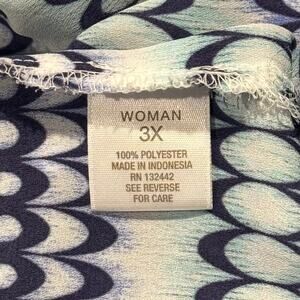 WOMAN
3X
100% POLYESTER
MADE IN INDONESIA
RN 132442
SEE REVERSE
FOR CARE